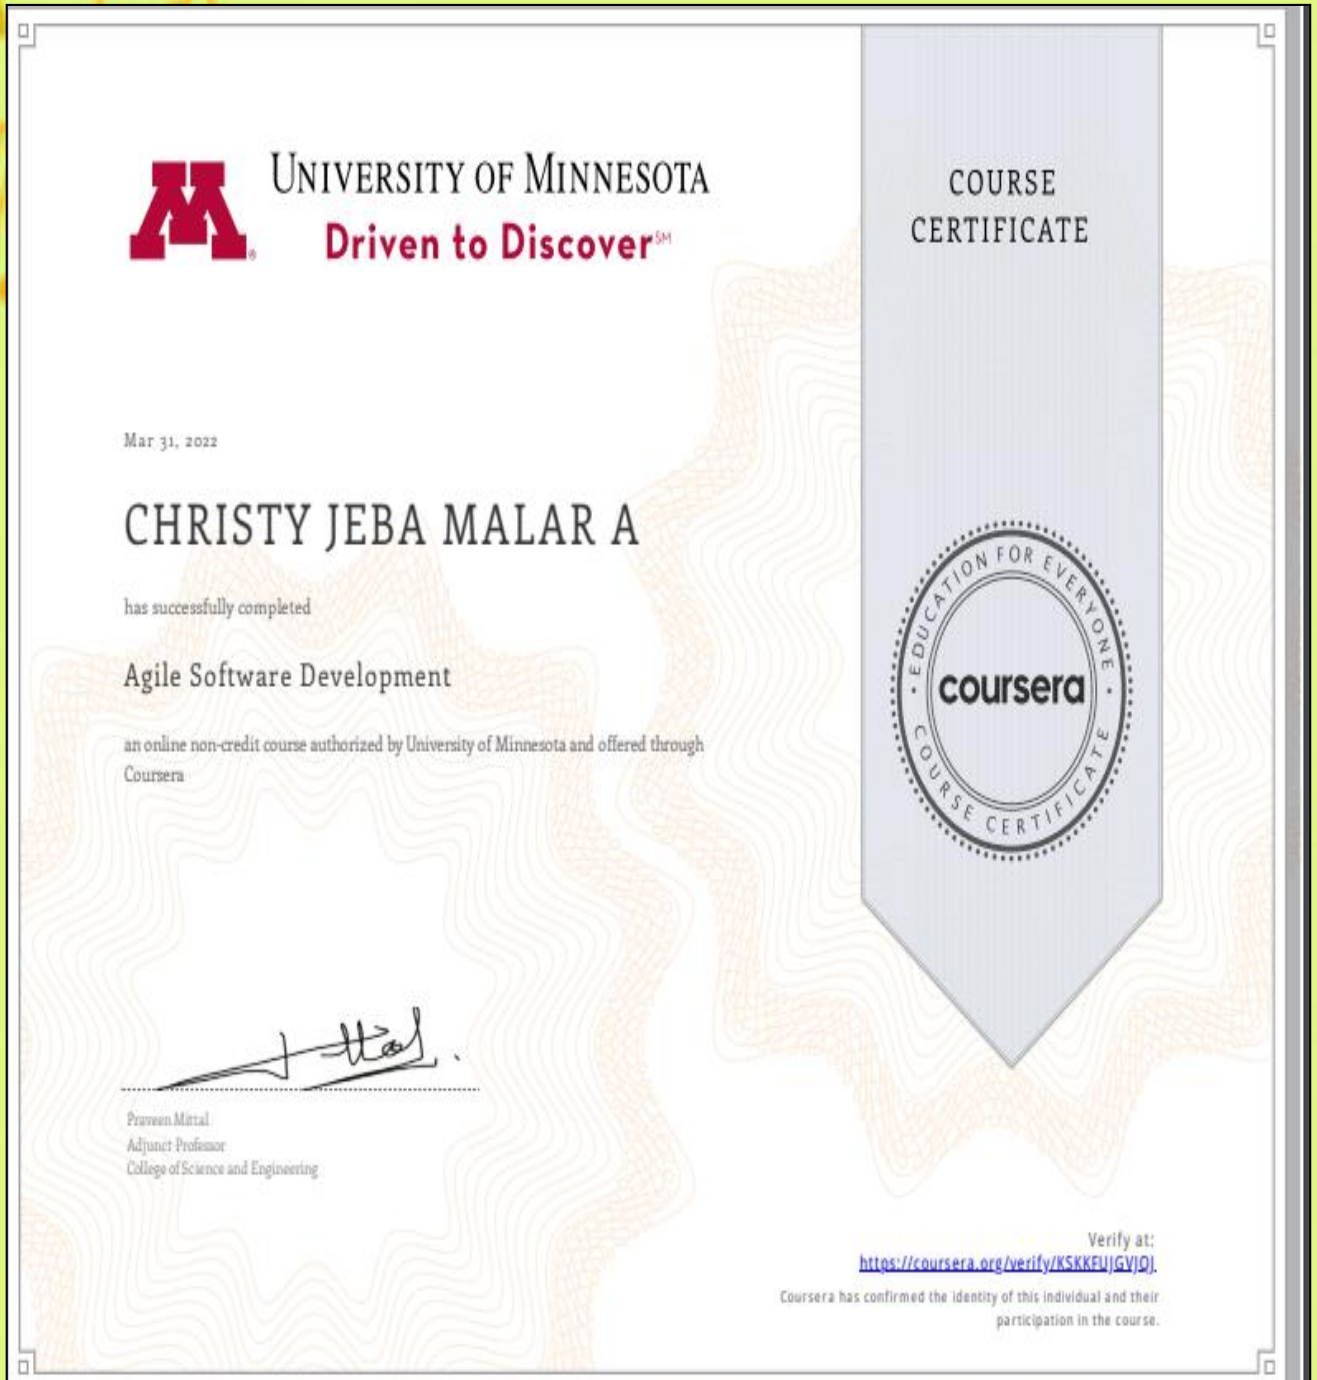 UNIVERSITY OF MINNESOTA
Driven to Discover℠
COURSE
CERTIFICATE
Mar 31, 2022
CHRISTY JEBA MALAR A
has successfully completed
Agile Software Development
an online non-credit course authorized by University of Minnesota and offered through
Coursera
EDUCATION FOR EVERYONE
coursera
COURSE CERTIFICATE
Praveen Mittal
Adjunct Professor
College of Science and Engineering
Verify at:
https://coursera.org/verify/KSKKFUJGVJQJ
Coursera has confirmed the identity of this individual and their
participation in the course.